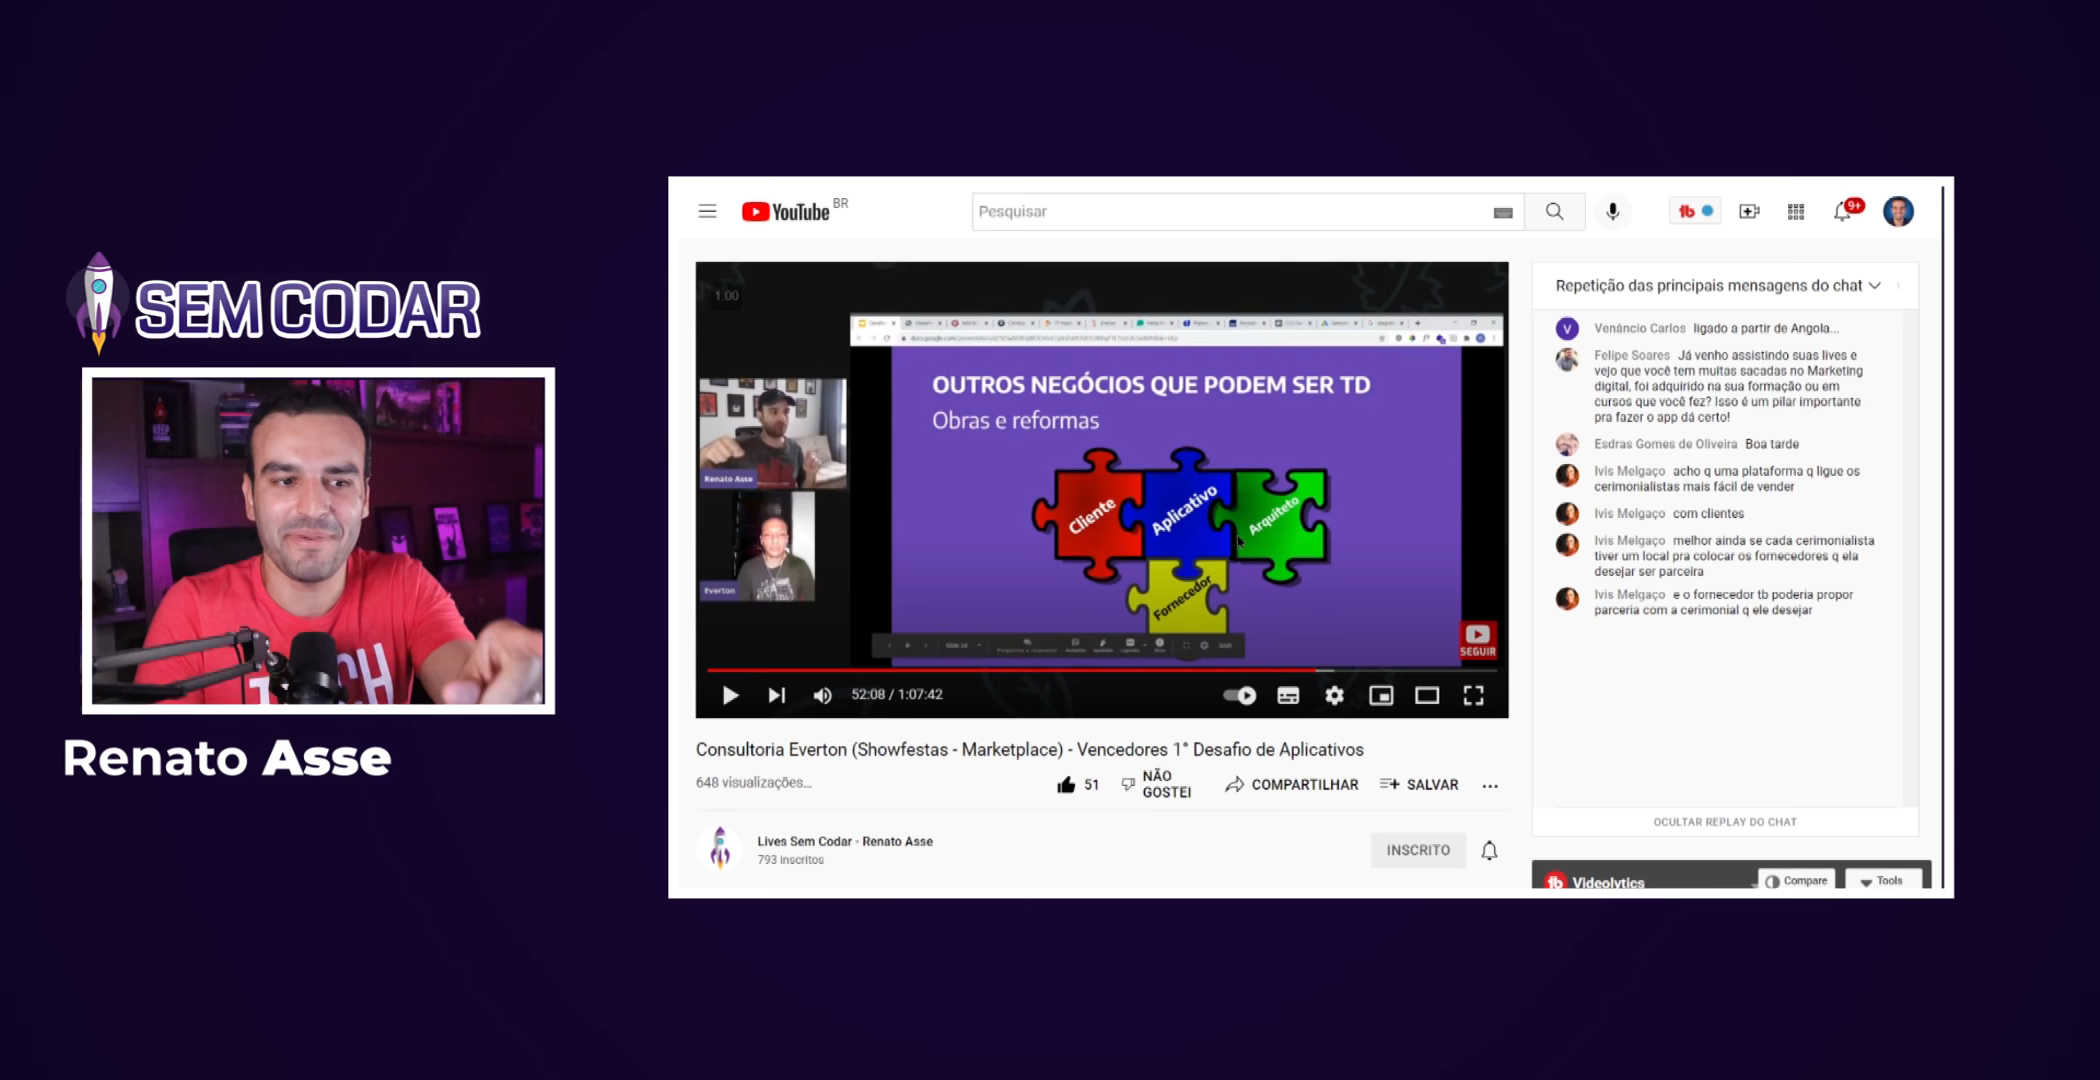 SEM CODAR
Renato Asse
YouTube BR
Pesquisar
9+
1:00
OUTROS NEGÓCIOS QUE PODEM SER TD
Obras e reformas
Cliente
Aplicativo
Arquiteto
Fornecedor
Renato Asse
Everton
SEGUIR
52:08 / 1:07:42
Consultoria Everton (Showfestas - Marketplace) - Vencedores 1° Desafio de Aplicativos
648 visualizações...
51
NÃO
GOSTEI
COMPARTILHAR
SALVAR
Lives Sem Codar - Renato Asse
793 inscritos
INSCRITO
Repetição das principais mensagens do chat
V
Venâncio Carlos ligado a partir de Angola...
Felipe Soares Já venho assistindo suas lives e
vejo que você tem muitas sacadas no Marketing
digital, foi adquirido na sua formação ou em
cursos que você fez? Isso é um pilar importante
pra fazer o app dá certo!
Esdras Gomes de Oliveira Boa tarde
Ivis Melgaço acho q uma plataforma q ligue os
cerimonialistas mais fácil de vender
Ivis Melgaço com clientes
Ivis Melgaço melhor ainda se cada cerimonialista
tiver um local pra colocar os fornecedores q ela
desejar ser parceira
Ivis Melgaço e o fornecedor tb poderia propor
parceria com a cerimonial q ele desejar
OCULTAR REPLAY DO CHAT
Videolytics
Compare
Tools